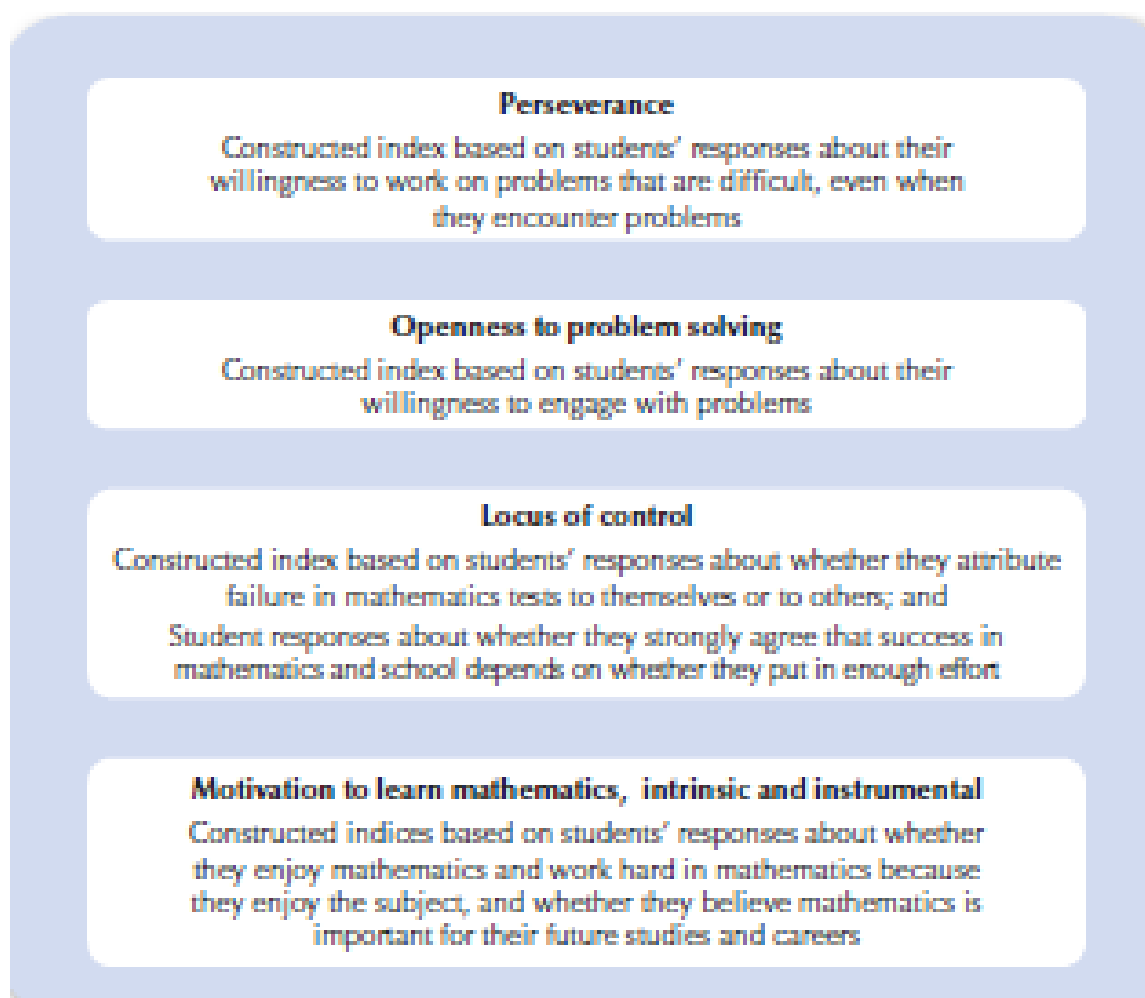 Perseverance
Constructed index based on students' responses about their
willingness to work on problems that are difficult, even when
they encounter problems
Openness to problem solving
Constructed index based on students' responses about their
willingness to engage with problems
Locus of control
Constructed index based on students' responses about whether they attribute
failure in mathematics tests to themselves or to others; and
Student responses about whether they strongly agree that success in
mathematics and school depends on whether they put in enough effort
Motivation to learn mathematics, intrinsic and instrumental
Constructed indices based on students' responses about whether
they enjoy mathematics and work hard in mathematics because
they enjoy the subject, and whether they believe mathematics is
important for their future studies and careers